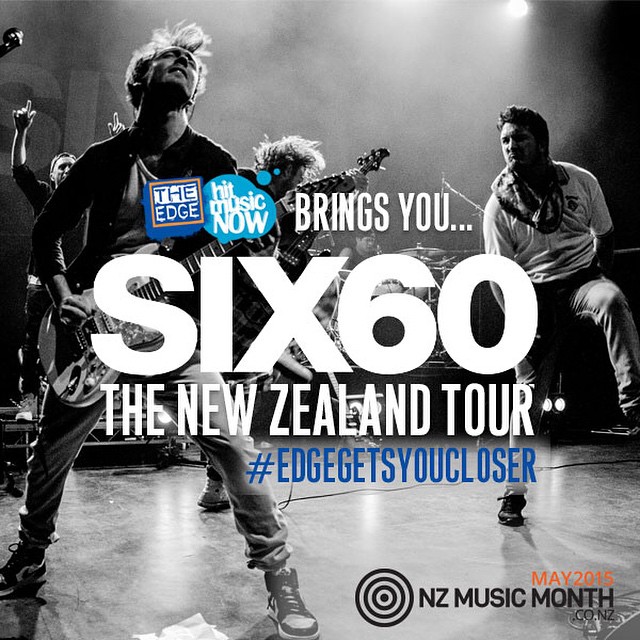 THE EDGE
hit music NOW
BRINGS YOU...
SIX60
THE NEW ZEALAND TOUR
#EDGEGETSYOUCLOSER
MAY2015
NZ MUSIC MONTH
.CO.NZ